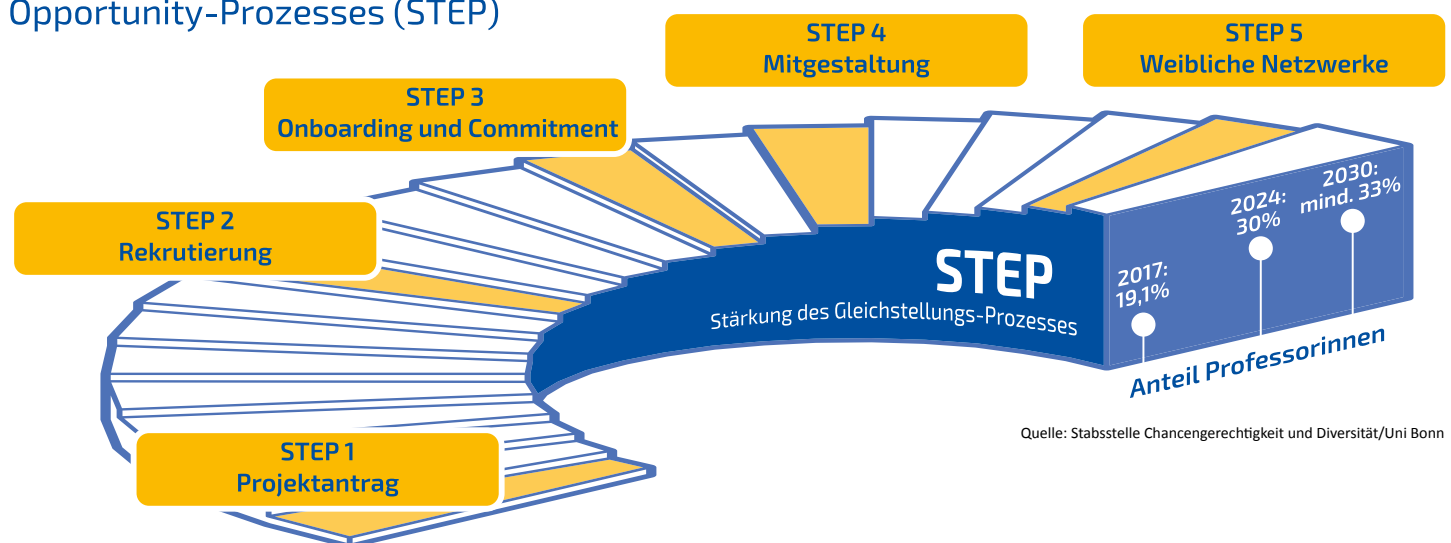 Opportunity-Prozesses (STEP)
STEP 4
Mitgestaltung
STEP 5
Weibliche Netzwerke
STEP 3
Onboarding und Commitment
STEP 2
Rekrutierung
STEP 1
Projektantrag
STEP
Stärkung des Gleichstellungs-Prozesses
2017:
19,1%
2024:
30%
2030:
mind. 33%
Anteil Professorinnen
Quelle: Stabsstelle Chancengerechtigkeit und Diversität/Uni Bonn